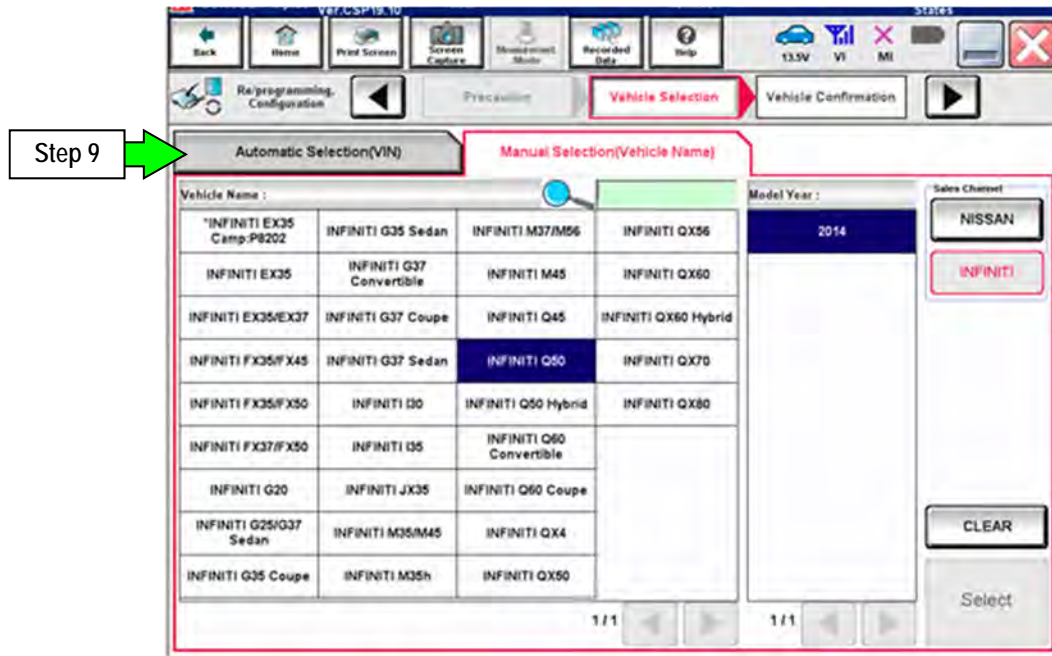 Ver.CSP19.10
States
Back
Home
Print Screen
Screen
Capture
Measurement
Mode
Recorded
Data
Help
13.5V
VI
MI
Re/programming,
Configuration
Precaution
Vehicle Selection
Vehicle Confirmation
Step 9
Automatic Selection(VIN)
Manual Selection(Vehicle Name)
Vehicle Name :
Model Year :
Sales Channel
*INFINITI EX35
Camp:P8202
INFINITI G35 Sedan
INFINITI M37/M56
INFINITI QX56
2014
NISSAN
INFINITI EX35
INFINITI G37
Convertible
INFINITI M45
INFINITI QX60
INFINITI
INFINITI EX35/EX37
INFINITI G37 Coupe
INFINITI Q45
INFINITI QX60 Hybrid
INFINITI FX35/FX45
INFINITI G37 Sedan
INFINITI Q50
INFINITI QX70
INFINITI FX35/FX50
INFINITI I30
INFINITI Q50 Hybrid
INFINITI QX80
INFINITI FX37/FX50
INFINITI I35
INFINITI Q60
Convertible
INFINITI G20
INFINITI JX35
INFINITI Q60 Coupe
INFINITI G25/G37
Sedan
INFINITI M35/M45
INFINITI QX4
CLEAR
INFINITI G35 Coupe
INFINITI M35h
INFINITI QX50
Select
1/1
1/1